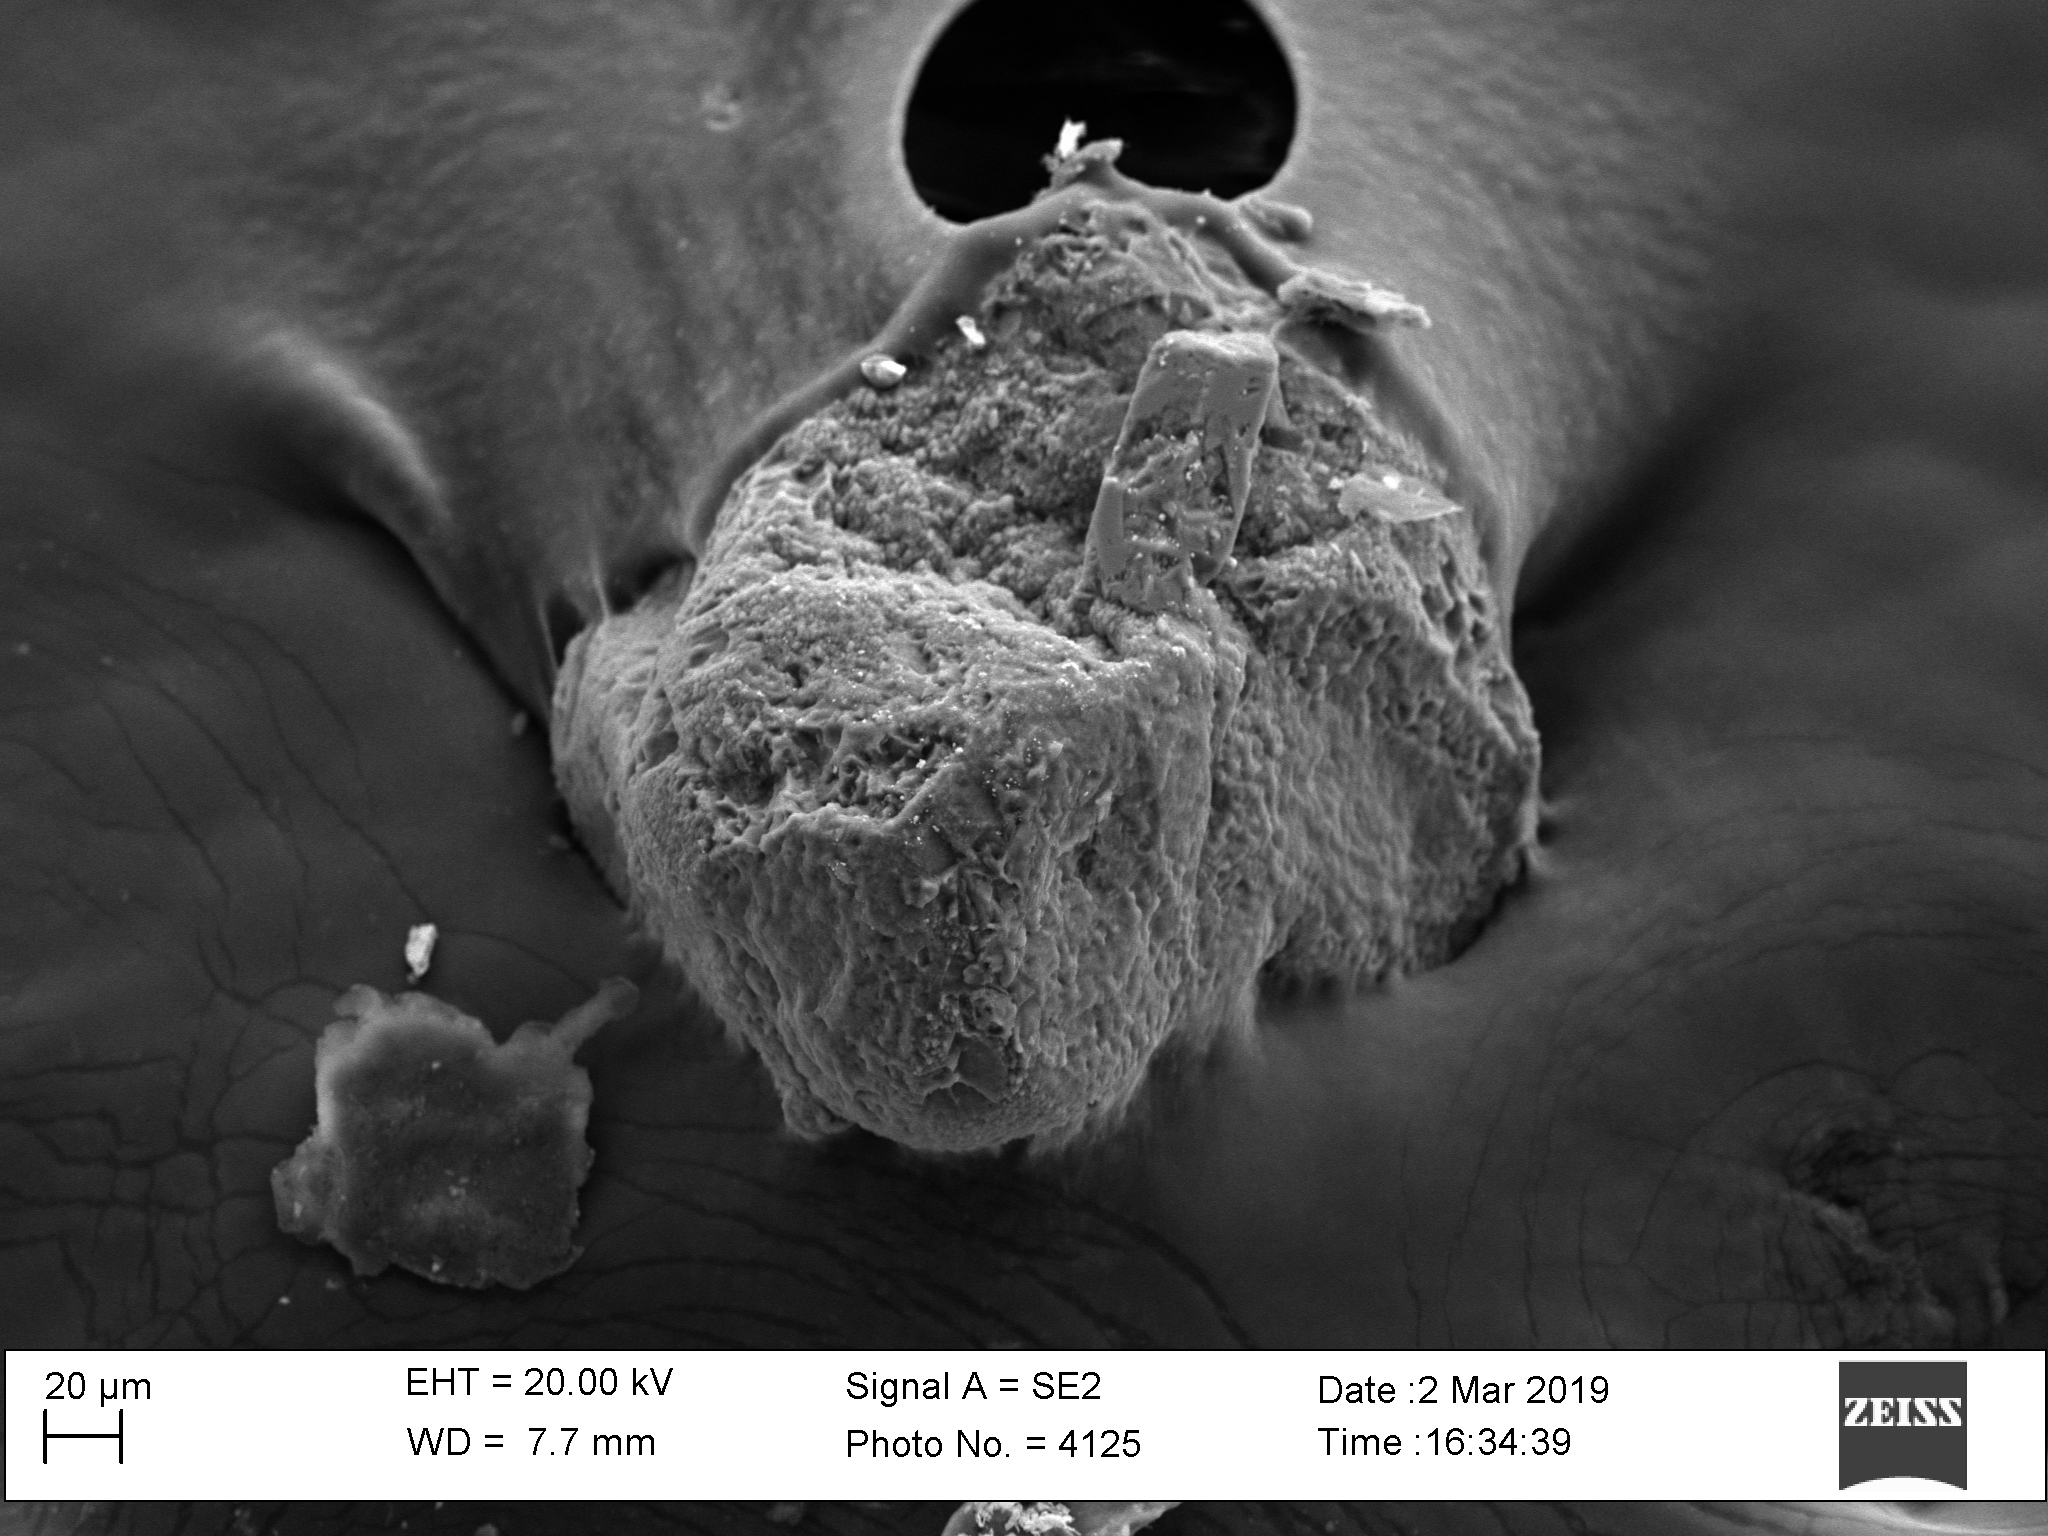 20 µm
EHT = 20.00 kV
Signal A = SE2
Date :2 Mar 2019
WD = 7.7 mm
Photo No. = 4125
Time :16:34:39
ZEISS